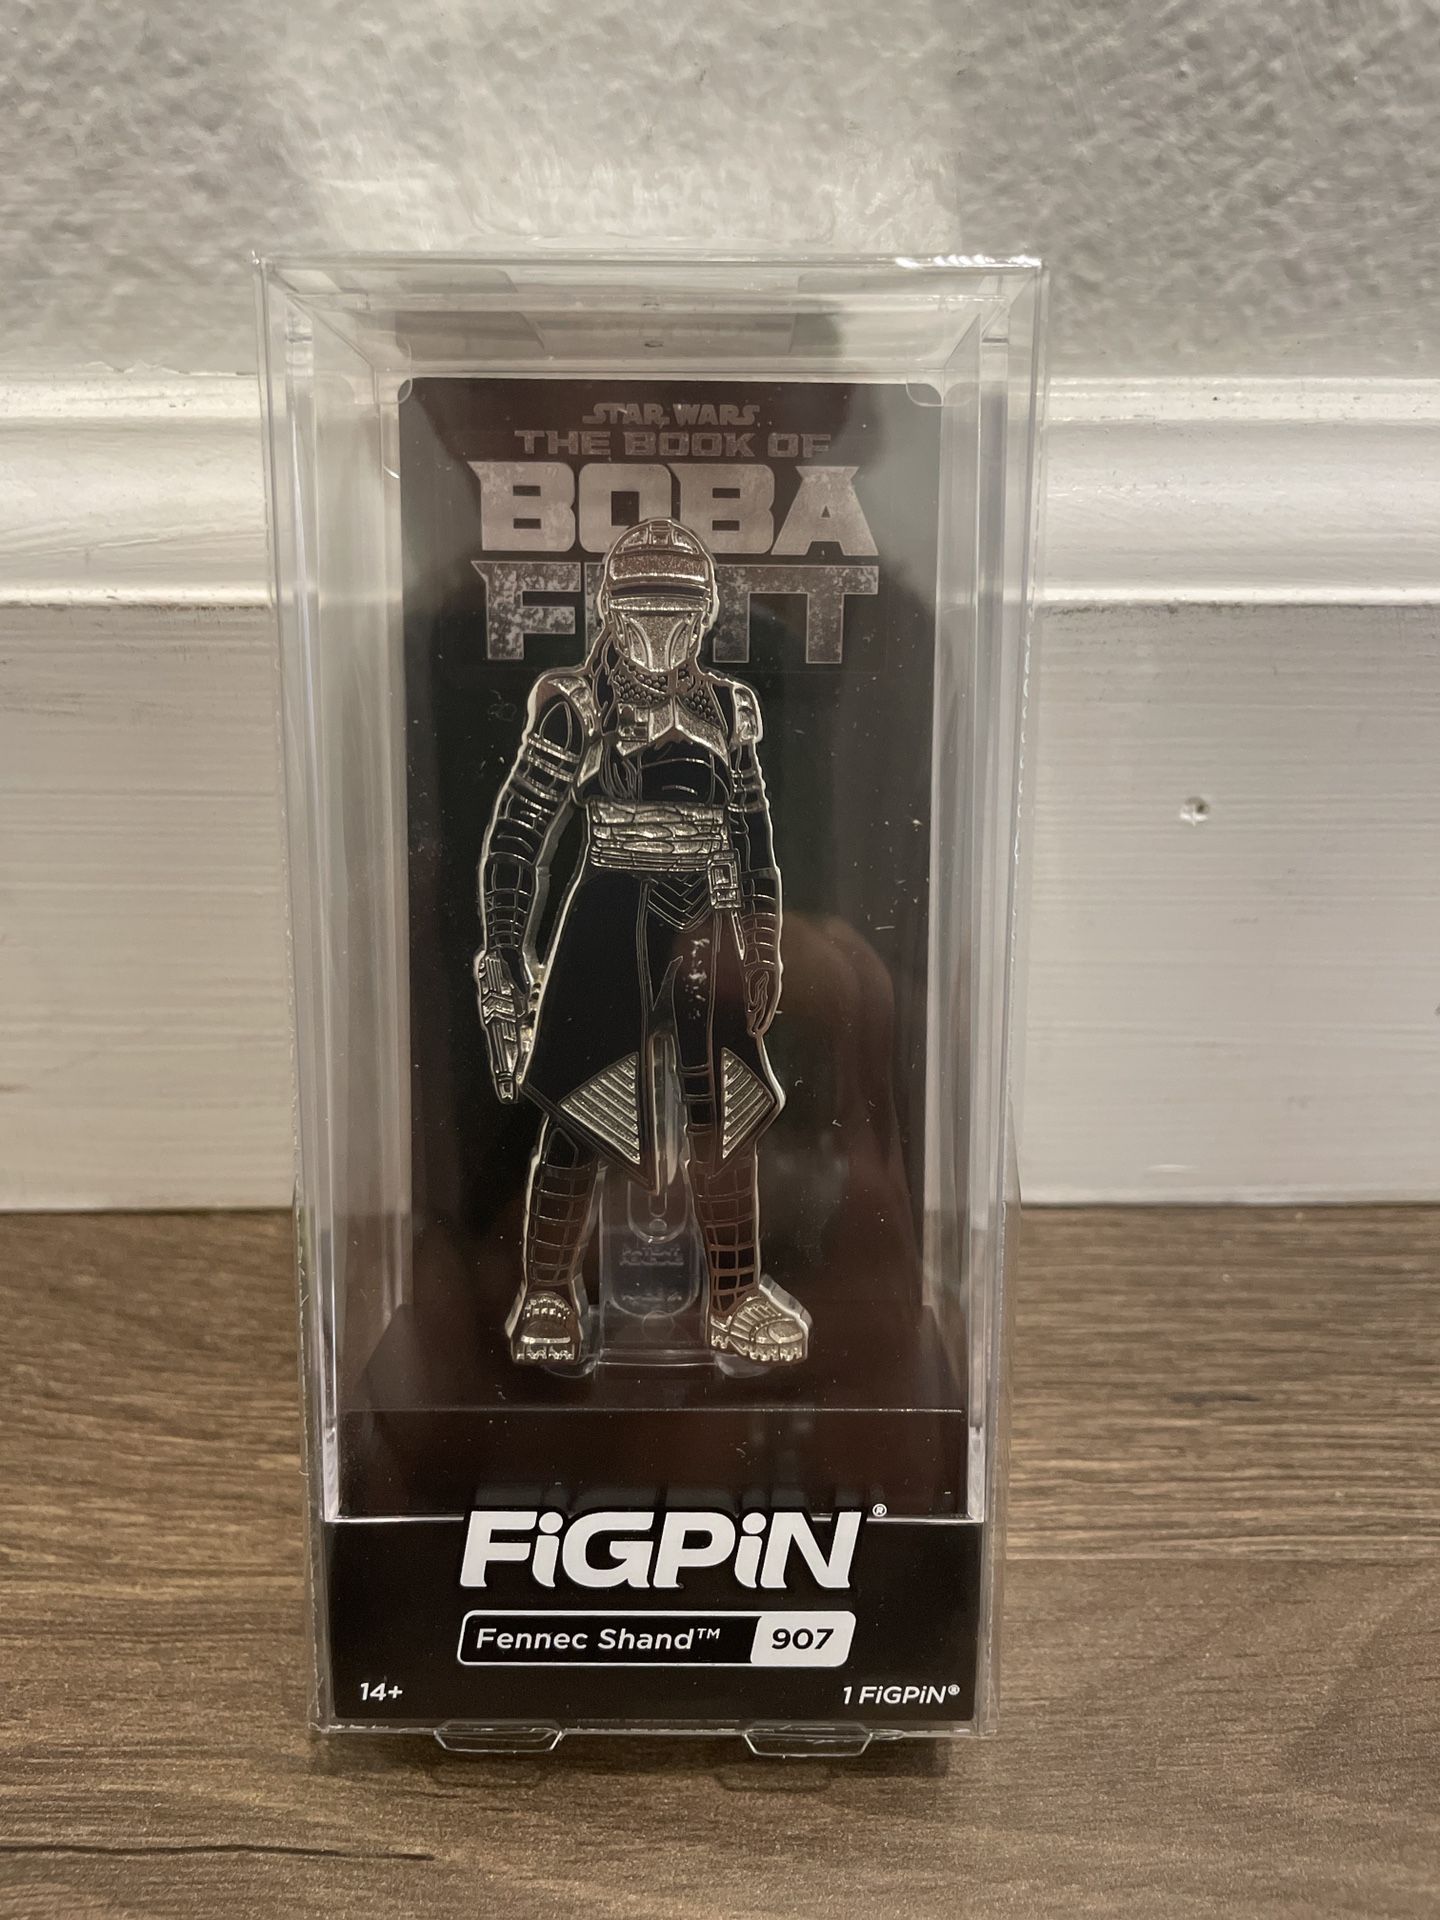 STAR WARS
THE BOOK OF
BOBA
FETT
FiGPiN®
Fennec Shand™ 907
14+
1 FiGPiN®